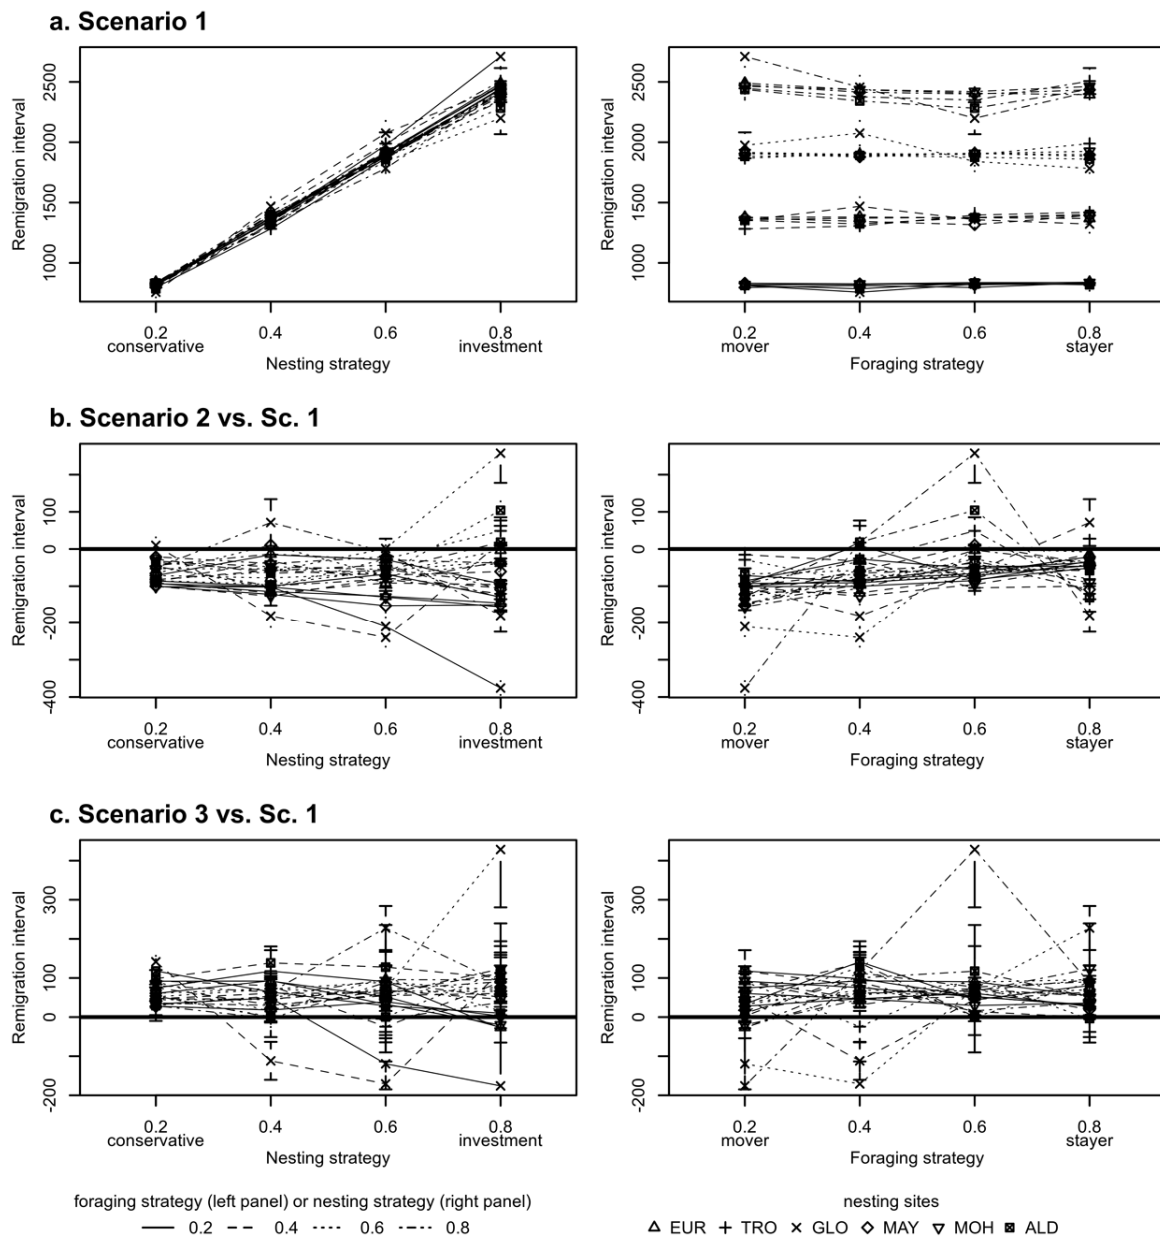 a. Scenario 1
Remigration interval
1000 1500 2000 2500
0.2 0.4 0.6 0.8
conservative investment
Nesting strategy
Remigration interval
1000 1500 2000 2500
0.2 0.4 0.6 0.8
mover stayer
Foraging strategy
b. Scenario 2 vs. Sc. 1
Remigration interval
-400 -200 0 100
0.2 0.4 0.6 0.8
conservative investment
Nesting strategy
Remigration interval
-400 -200 0 100
0.2 0.4 0.6 0.8
mover stayer
Foraging strategy
c. Scenario 3 vs. Sc. 1
Remigration interval
-200 0 100 300
0.2 0.4 0.6 0.8
conservative investment
Nesting strategy
Remigration interval
-200 0 100 300
0.2 0.4 0.6 0.8
mover stayer
Foraging strategy
foraging strategy (left panel) or nesting strategy (right panel)
0.2 0.4 0.6 0.8
nesting sites
EUR TRO GLO MAY MOH ALD